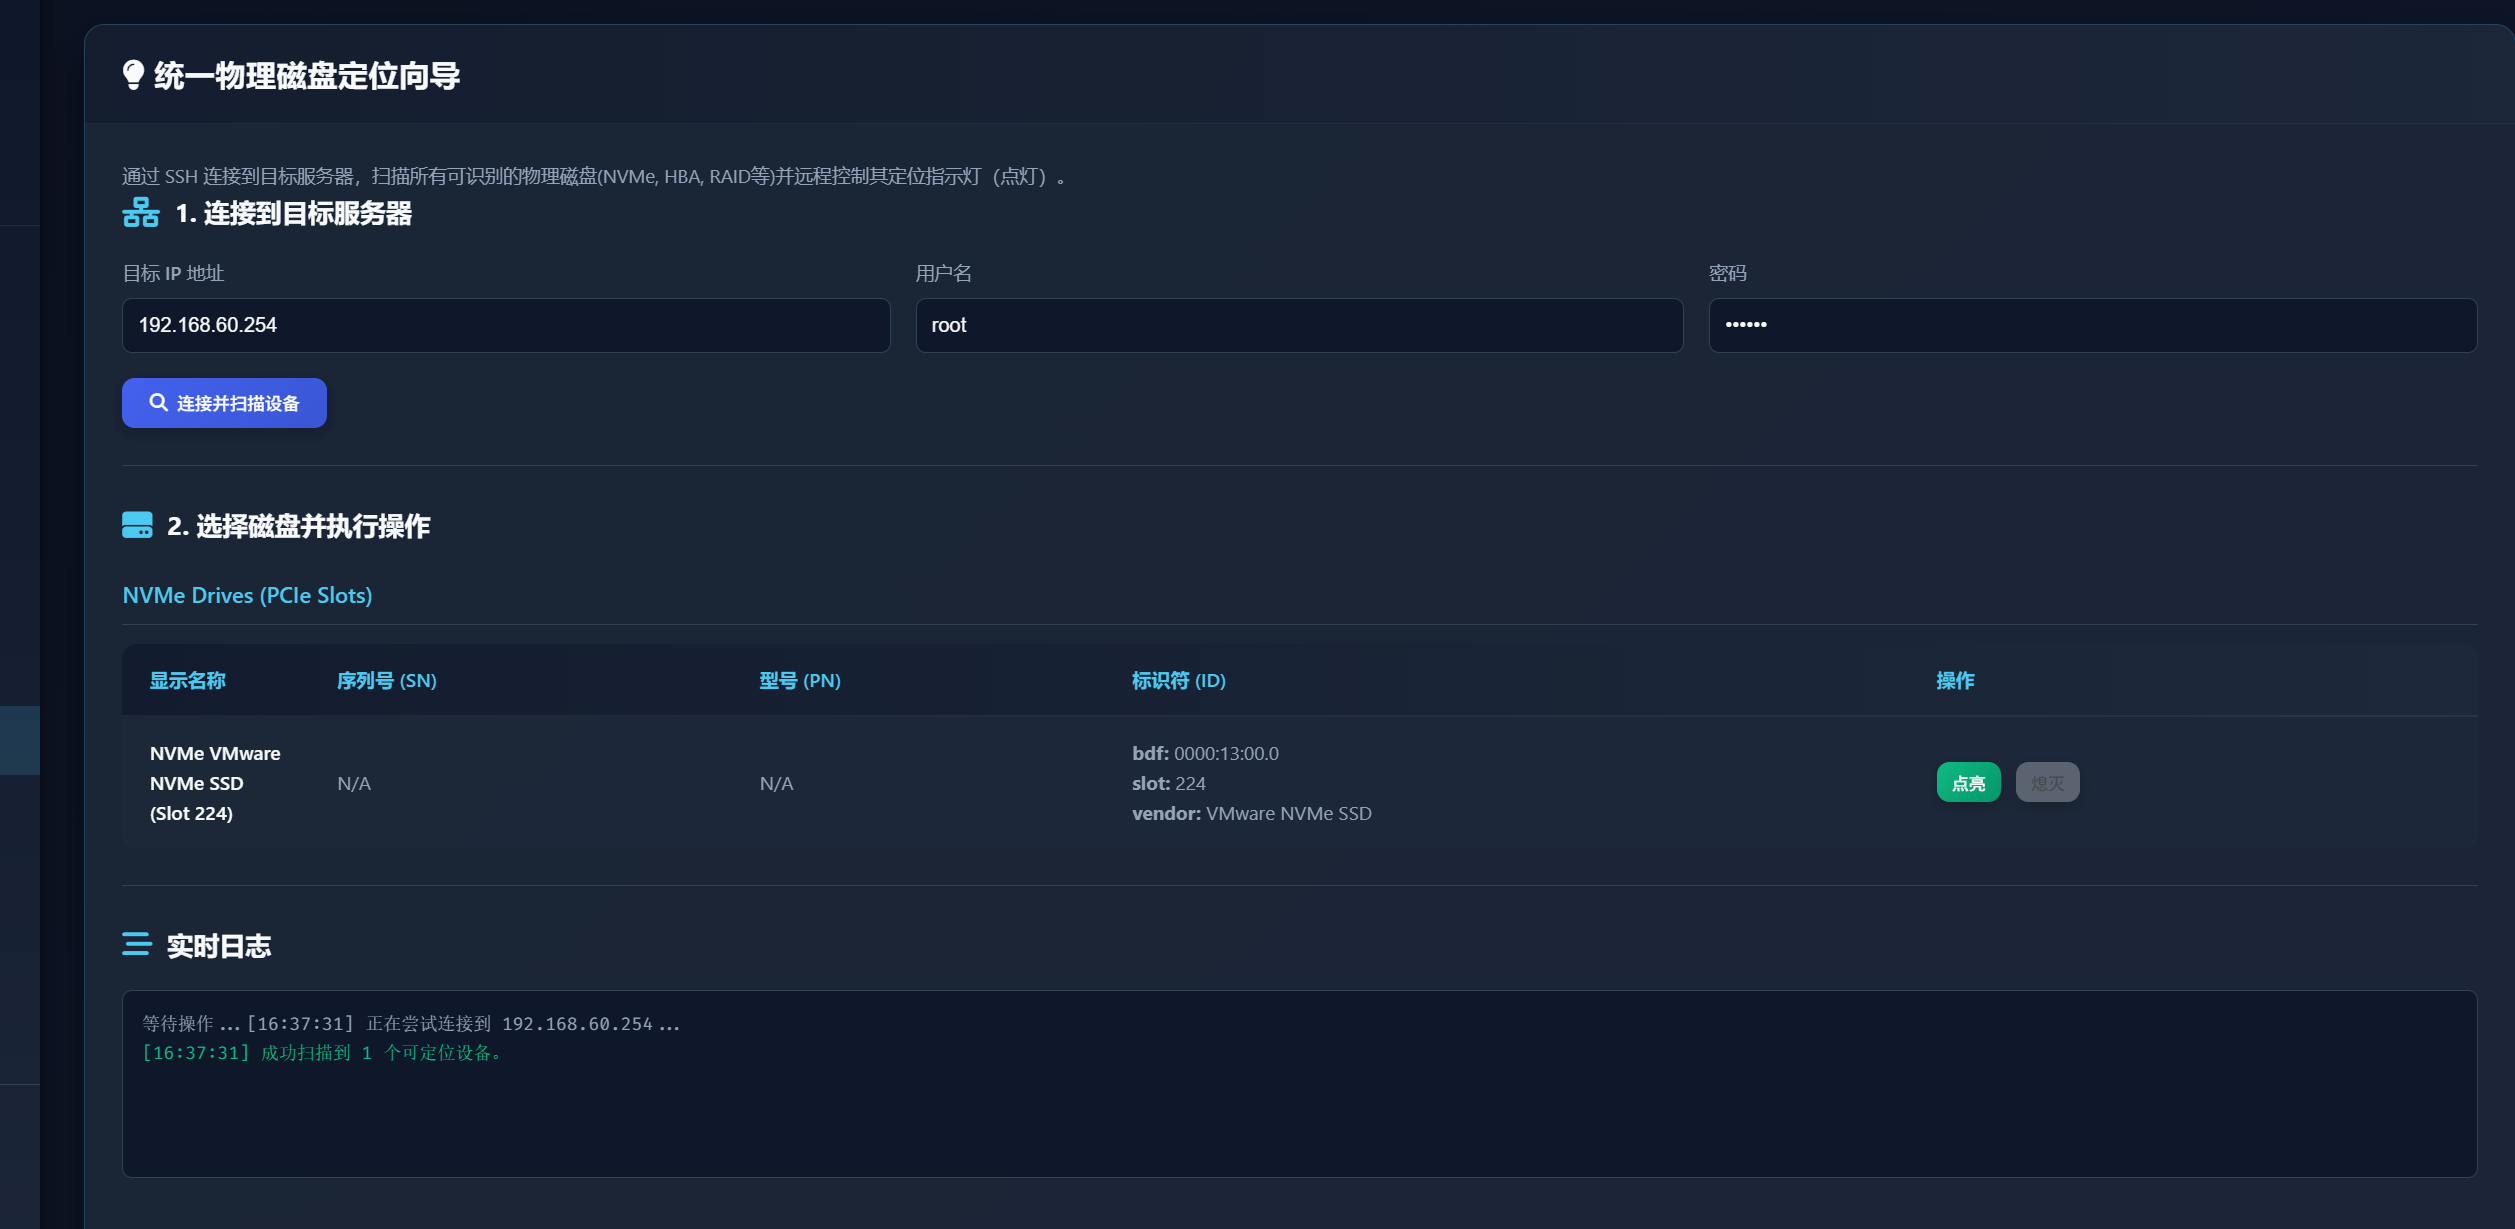 统一物理磁盘定位向导
通过 SSH 连接到目标服务器，扫描所有可识别的物理磁盘(NVMe, HBA, RAID等)并远程控制其定位指示灯（点灯）。
1. 连接到目标服务器
目标 IP 地址
用户名
密码
192.168.60.254
root
••••••
连接并扫描设备
2. 选择磁盘并执行操作
NVMe Drives (PCIe Slots)
显示名称 序列号 (SN) 型号 (PN) 标识符 (ID) 操作
NVMe VMware
NVMe SSD
(Slot 224)
N/A
N/A
bdf: 0000:13:00.0
slot: 224
vendor: VMware NVMe SSD
点亮
熄灭
实时日志
等待操作...[16:37:31] 正在尝试连接到 192.168.60.254...
[16:37:31] 成功扫描到 1 个可定位设备。